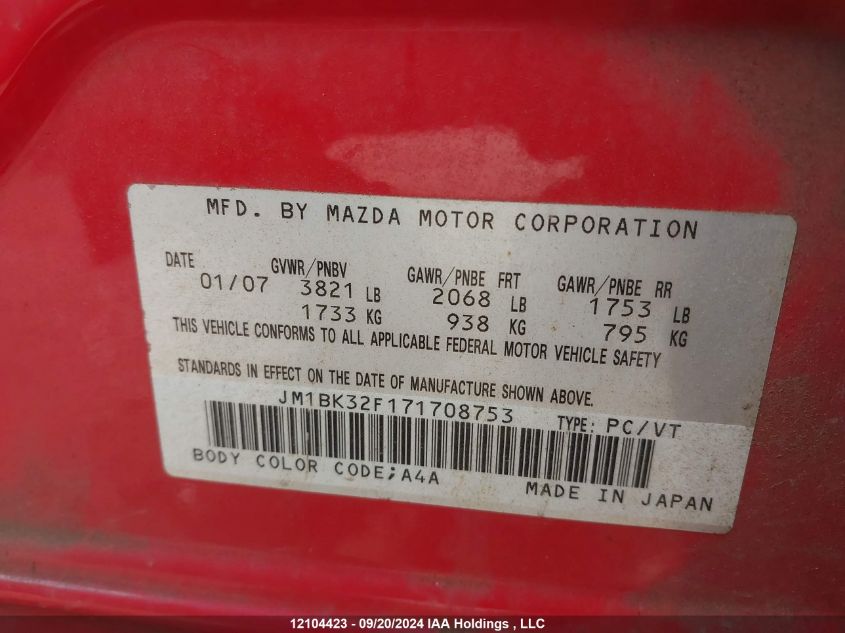 MFD. BY MAZDA MOTOR CORPORATION
DATE GVWR/PNBV GAWR/PNBE FRT GAWR/PNBE RR
01/07 3821 LB 2068 LB 1753 LB
1733 KG 938 KG 795 KG
THIS VEHICLE CONFORMS TO ALL APPLICABLE FEDERAL MOTOR VEHICLE SAFETY
STANDARDS IN EFFECT ON THE DATE OF MANUFACTURE SHOWN ABOVE.
JM1BK32F171708753 TYPE: PC/VT
BODY COLOR CODE;A4A MADE IN JAPAN
12104423 - 09/20/2024 IAA Holdings , LLC